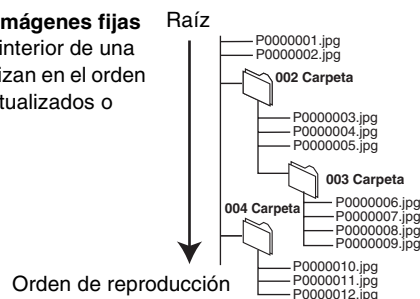 mágenes fijas
interior de una
izan en el orden
tualizados o
Raíz
P0000001.jpg
P0000002.jpg
002 Carpeta
P0000003.jpg
P0000004.jpg
P0000005.jpg
003 Carpeta
P0000006.jpg
P0000007.jpg
P0000008.jpg
P0000009.jpg
004 Carpeta
P0000010.jpg
P0000011.jpg
P0000012.jpg
Orden de reproducción